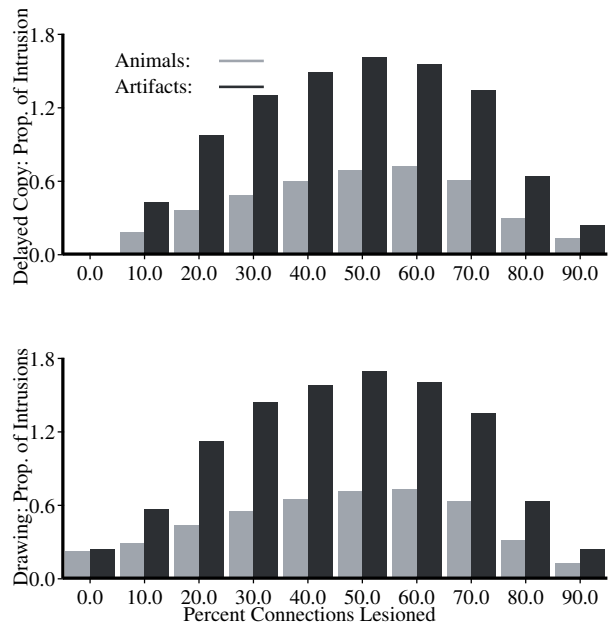 Delayed Copy: Prop. of Intrusion
1.8
1.2
0.6
0.0
Animals:
Artifacts:
0.0 10.0 20.0 30.0 40.0 50.0 60.0 70.0 80.0 90.0
Drawing: Prop. of Intrusions
1.8
1.2
0.6
0.0
0.0 10.0 20.0 30.0 40.0 50.0 60.0 70.0 80.0 90.0
Percent Connections Lesioned